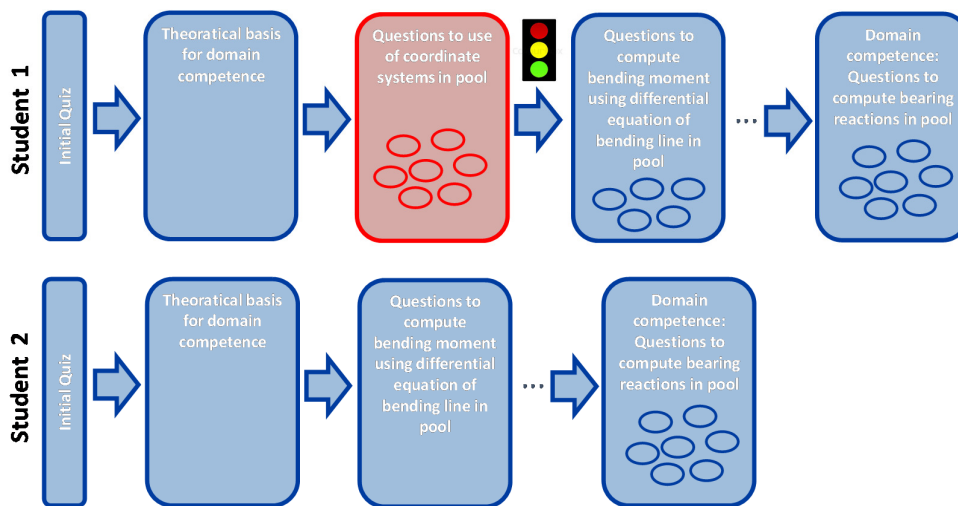 Student 1
Initial Quiz
Theoratical basis
for domain
competence
Questions to use
of coordinate
systems in pool
Questions to
compute
bending moment
using differential
equation of
bending line in
pool
...
Domain
competence:
Questions to
compute bearing
reactions in pool
Student 2
Initial Quiz
Theoratical basis
for domain
competence
Questions to
compute
bending moment
using differential
equation of
bending line in
pool
...
Domain
competence:
Questions to
compute bearing
reactions in pool